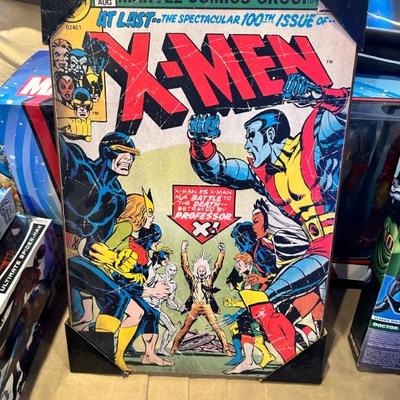 AUG
MARVEL COMICS GROUP
02461
AT LAST.. THE SPECTACULAR 100TH ISSUE OF--
X-MEN
TM
X-MAN VS. X-MAN
IN A BATTLE TO
THE DEATH--
BETRAYED BY
PROFESSOR
X!
ULTIMATE SPIDER-MAN
DOCTOR